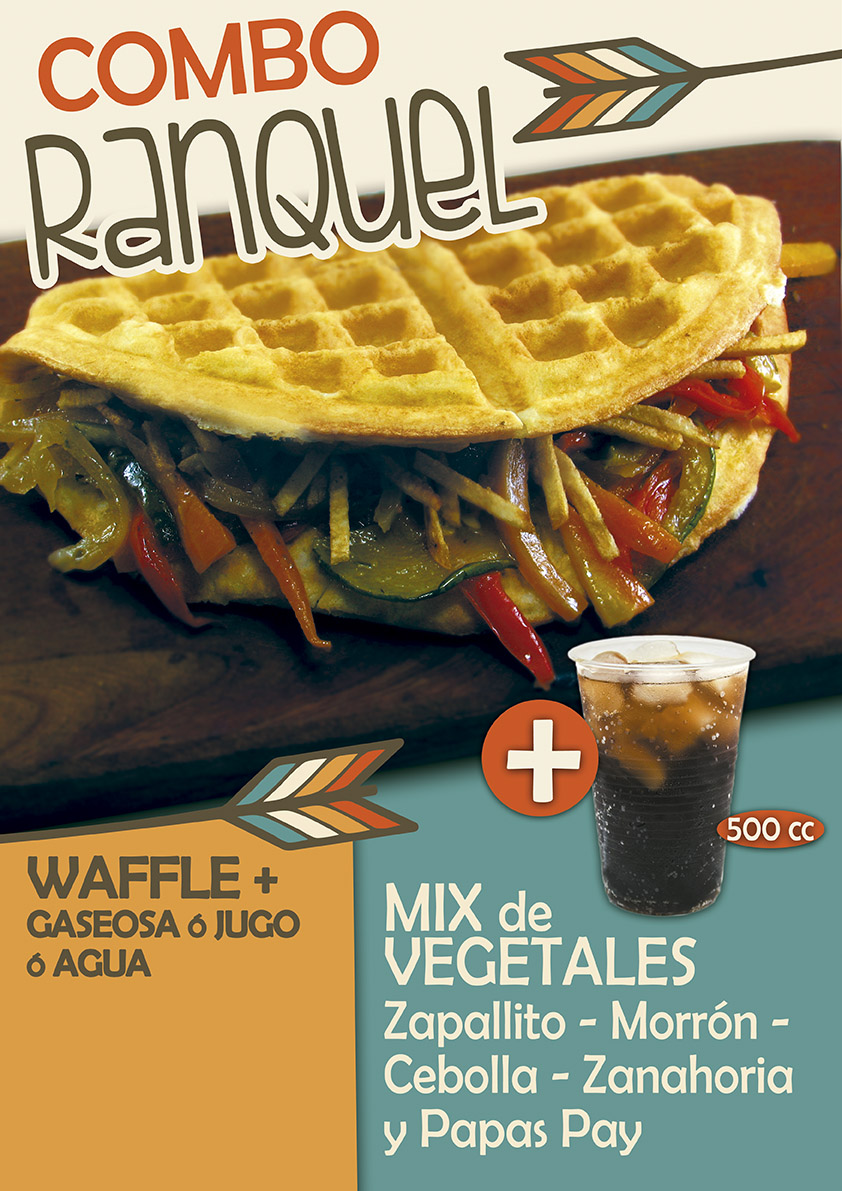 COMBO
RanQUEL
+
500 cc
WAFFLE +
GASEOSA ó JUGO
ó AGUA
MIX de
VEGETALES
Zapallito - Morrón -
Cebolla - Zanahoria
y Papas Pay